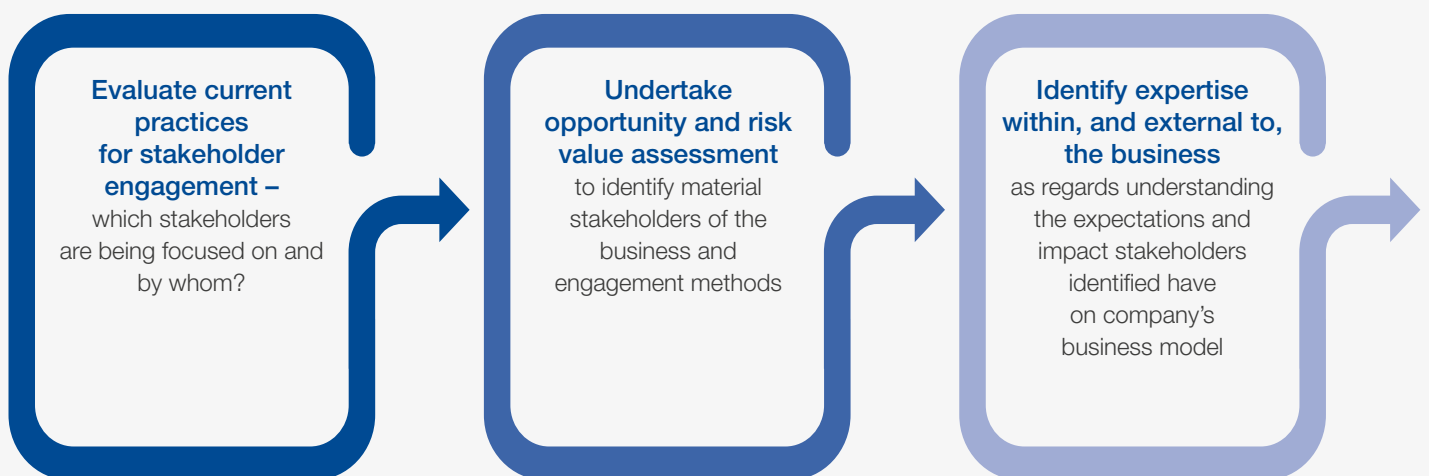 Evaluate current
practices
for stakeholder
engagement –
which stakeholders
are being focused on and
by whom?
Undertake
opportunity and risk
value assessment
to identify material
stakeholders of the
business and
engagement methods
Identify expertise
within, and external to,
the business
as regards understanding
the expectations and
impact stakeholders
identified have
on company’s
business model